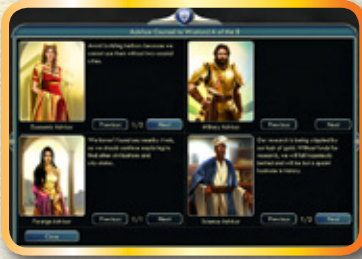 Advisor Counsel to Warlord A of the B
Avoid building harbors because we
cannot use them without two coastal
cities.
Economic Advisor
Previous
1/2
Next
Military Advisor
Previous
Next
We haven't found any nearby rivals,
so we should continue exploring to
find other civilizations and
city-states.
Foreign Advisor
Previous
1/1
Next
Our research is being crippled by
our lack of gold. Without funds for
research, we will fall hopelessly
behind and will be but a quaint
footnote in history.
Science Advisor
Previous
1/2
Next
Close